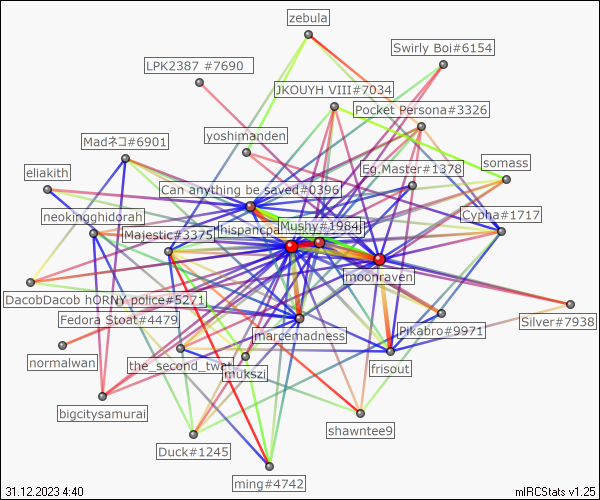 zebula
Swirly Boi#6154
LPK2387 #7690
JKOUYH VIII#7034
Pocket Persona#3326
Madネコ#6901
yoshimanden
eliakith
Eg.Master#1378
somass
Can anything be saved#0396
neokingghidorah
Cypha#1717
Majestic#3375
hispancpa
Mushy#1984
moonraven
DacobDacob hORNY police#5271
Fedora Stoat#4479
marcemadness
Pikabro#9971
Silver#7938
normalwan
the_second_twat
mukszi
frisout
bigcitysamurai
shawntee9
Duck#1245
ming#4742
31.12.2023 4:40
mIRCStats v1.25